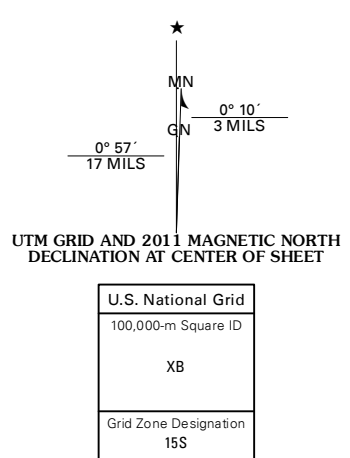 ★
MN
0° 10´
3 MILS
GN
0° 57´
17 MILS
UTM GRID AND 2011 MAGNETIC NORTH
DECLINATION AT CENTER OF SHEET
U.S. National Grid
100,000-m Square ID
XB
Grid Zone Designation
15S